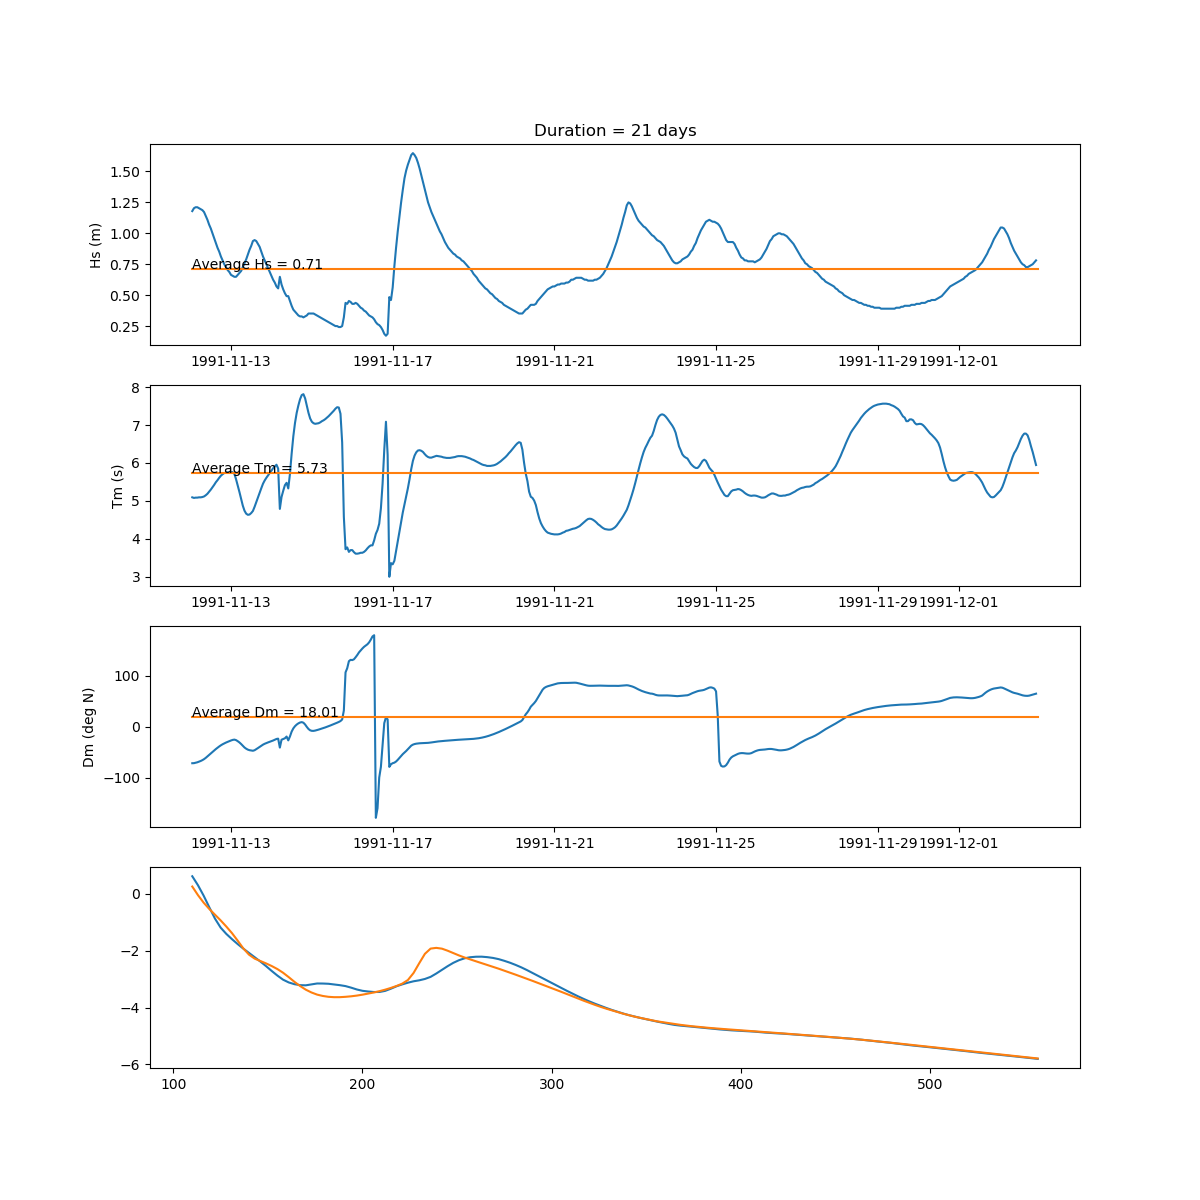 Duration = 21 days
1.50
1.25
1.00
0.75
0.50
0.25
Hs (m)
Average Hs = 0.71
1991-11-13 1991-11-17 1991-11-21 1991-11-25 1991-11-29 1991-12-01
8
7
6
5
4
3
Tm (s)
Average Tm = 5.73
1991-11-13 1991-11-17 1991-11-21 1991-11-25 1991-11-29 1991-12-01
100
0
−100
Dm (deg N)
Average Dm = 18.01
1991-11-13 1991-11-17 1991-11-21 1991-11-25 1991-11-29 1991-12-01
0
−2
−4
−6
100 200 300 400 500